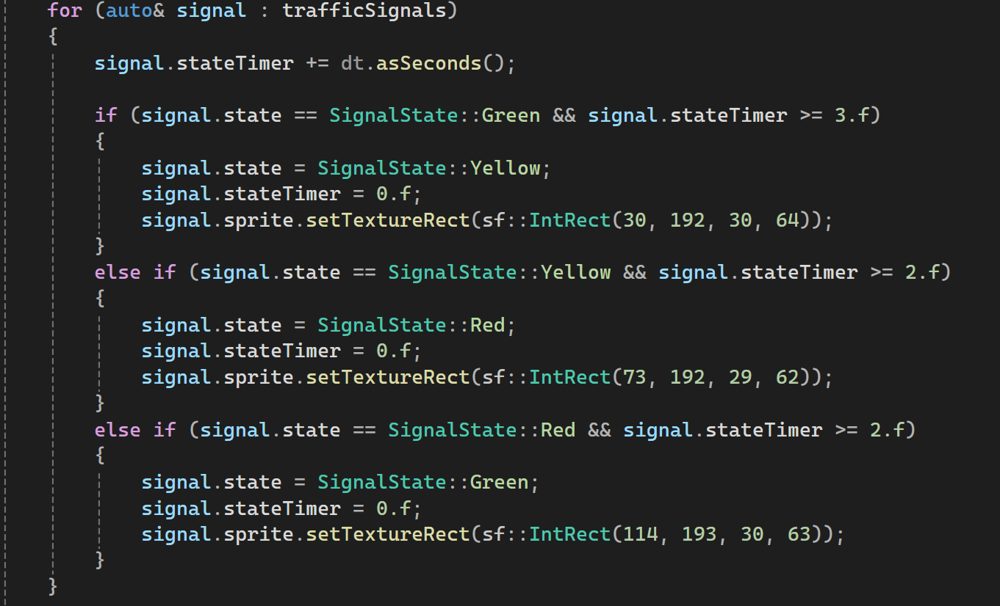 for (auto& signal : trafficSignals)
{
    signal.stateTimer += dt.asSeconds();

    if (signal.state == SignalState::Green && signal.stateTimer >= 3.f)
    {
        signal.state = SignalState::Yellow;
        signal.stateTimer = 0.f;
        signal.sprite.setTextureRect(sf::IntRect(30, 192, 30, 64));
    }
    else if (signal.state == SignalState::Yellow && signal.stateTimer >= 2.f)
    {
        signal.state = SignalState::Red;
        signal.stateTimer = 0.f;
        signal.sprite.setTextureRect(sf::IntRect(73, 192, 29, 62));
    }
    else if (signal.state == SignalState::Red && signal.stateTimer >= 2.f)
    {
        signal.state = SignalState::Green;
        signal.stateTimer = 0.f;
        signal.sprite.setTextureRect(sf::IntRect(114, 193, 30, 63));
    }
}